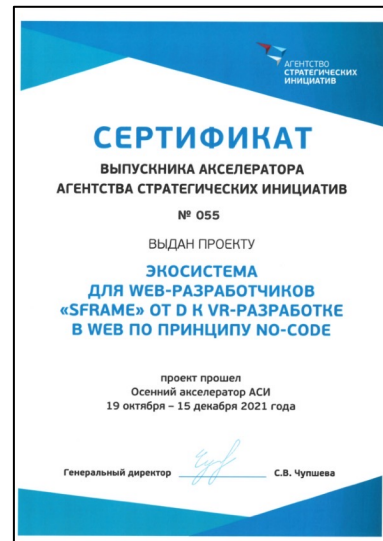 АГЕНТСТВО
СТРАТЕГИЧЕСКИХ
ИНИЦИАТИВ
СЕРТИФИКАТ
ВЫПУСКНИКА АКСЕЛЕРАТОРА
АГЕНТСТВА СТРАТЕГИЧЕСКИХ ИНИЦИАТИВ
№ 055
ВЫДАН ПРОЕКТУ
ЭКОСИСТЕМА
ДЛЯ WEB-РАЗРАБОТЧИКОВ
«SFRAME» ОТ D К VR-РАЗРАБОТКЕ
В WEB ПО ПРИНЦИПУ NO-CODE
проект прошел
Осенний акселератор АСИ
19 октября – 15 декабря 2021 года
Генеральный директор С.В. Чупшева